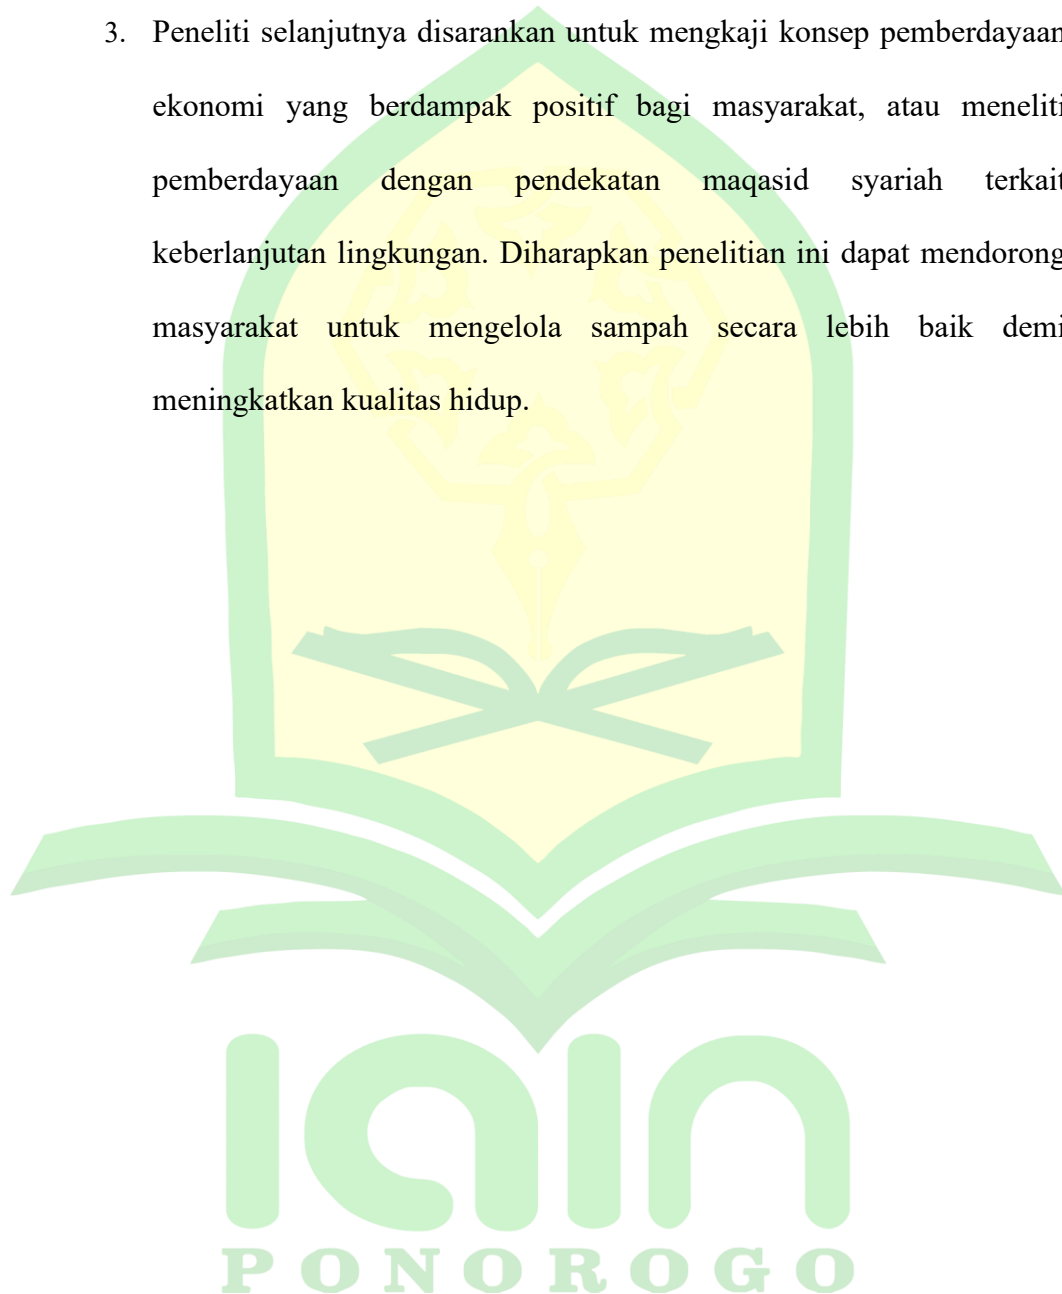 3. Peneliti selanjutnya disarankan untuk mengkaji konsep pemberdayaan
ekonomi yang berdampak positif bagi masyarakat, atau meneliti
pemberdayaan dengan pendekatan maqasid syariah terkait
keberlanjutan lingkungan. Diharapkan penelitian ini dapat mendorong
masyarakat untuk mengelola sampah secara lebih baik demi
meningkatkan kualitas hidup.
iain
PONOROGO